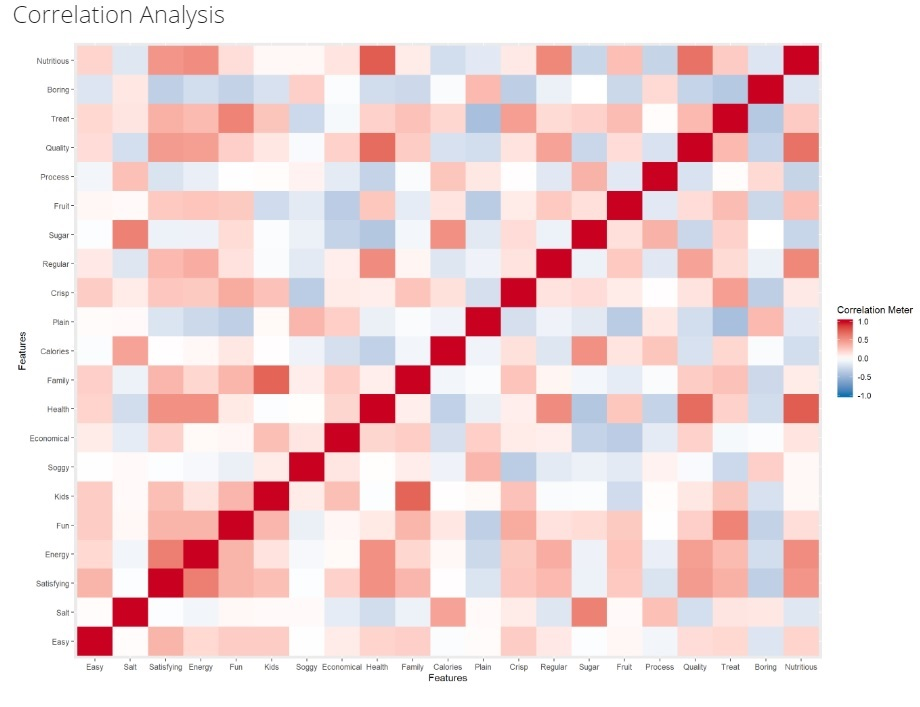 Correlation Analysis
Nutritious
Boring
Treat
Quality
Process
Fruit
Sugar
Regular
Crisp
Plain
Calories
Family
Health
Economical
Soggy
Kids
Fun
Energy
Satisfying
Salt
Easy
Features
Easy Salt Satisfying Energy Fun Kids Soggy Economical Health Family Calories Plain Crisp Regular Sugar Fruit Process Quality Treat Boring Nutritious
Features
Correlation Meter
1.0
0.5
0.0
-0.5
-1.0